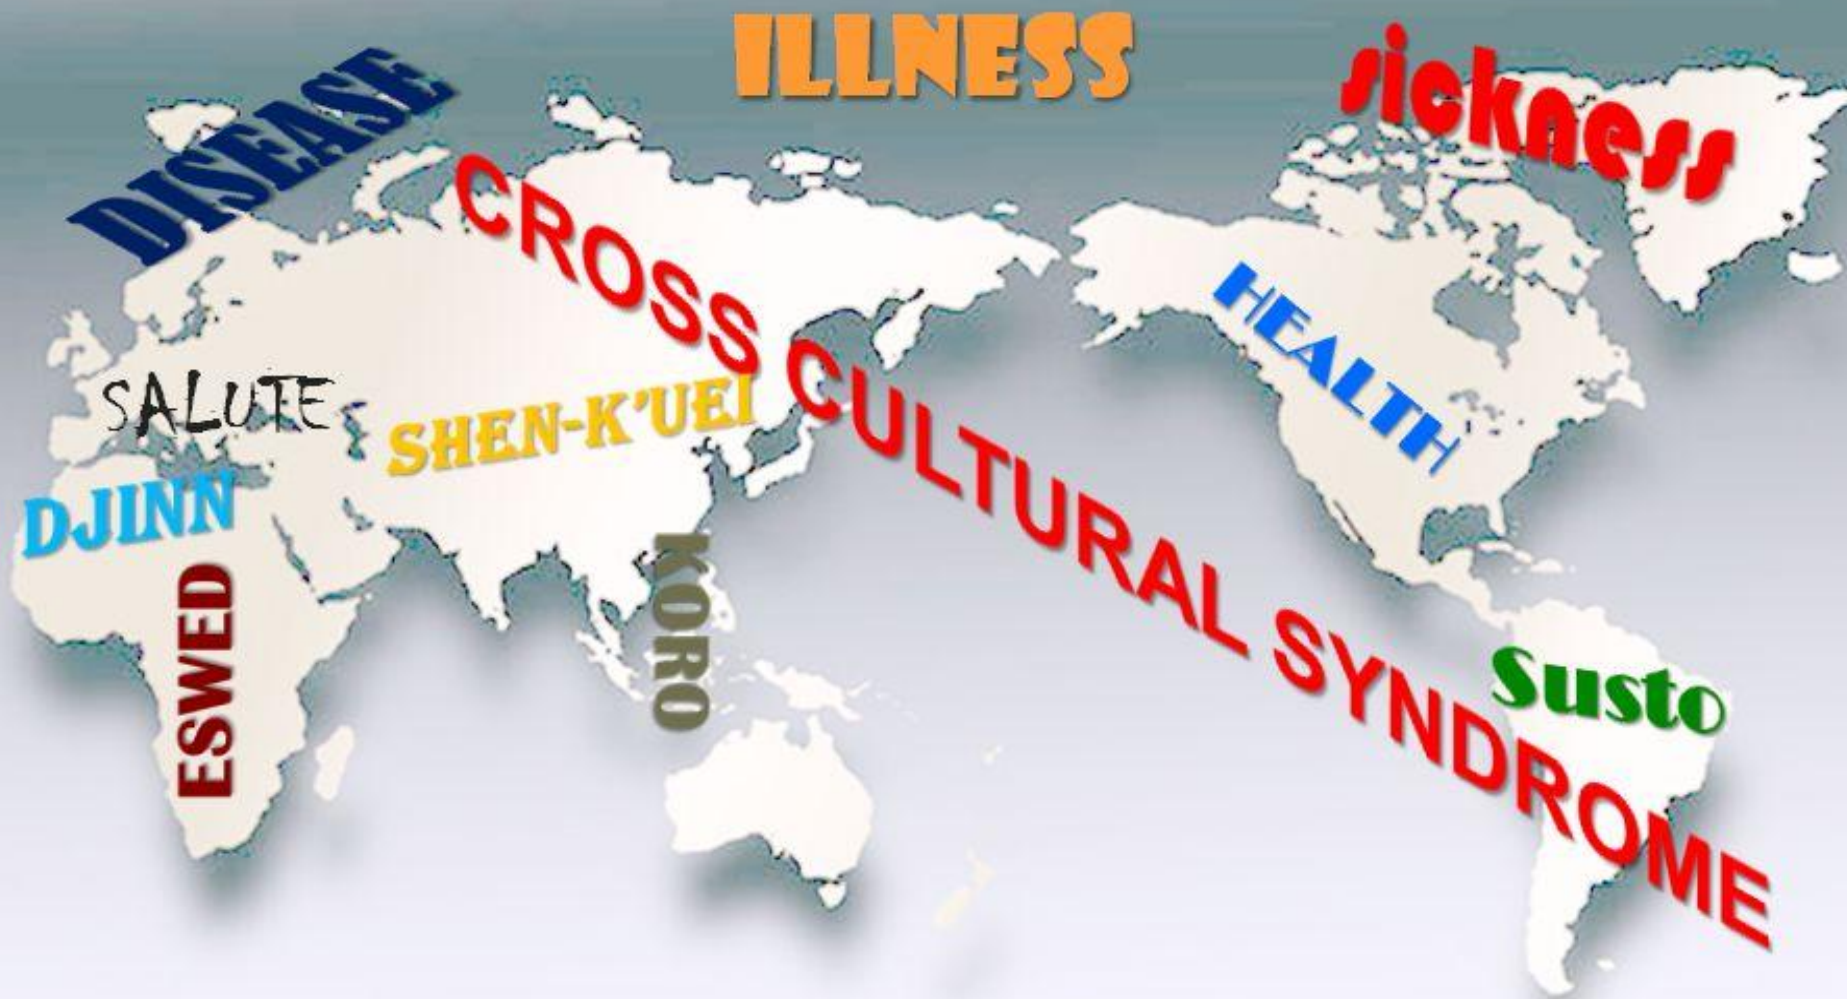 ILLNESS
sickness
DISEASE
CROSS CULTURAL SYNDROME
HEALTH
SALUTE
SHEN-K'UEI
DJINN
ESWED
KORO
Susto